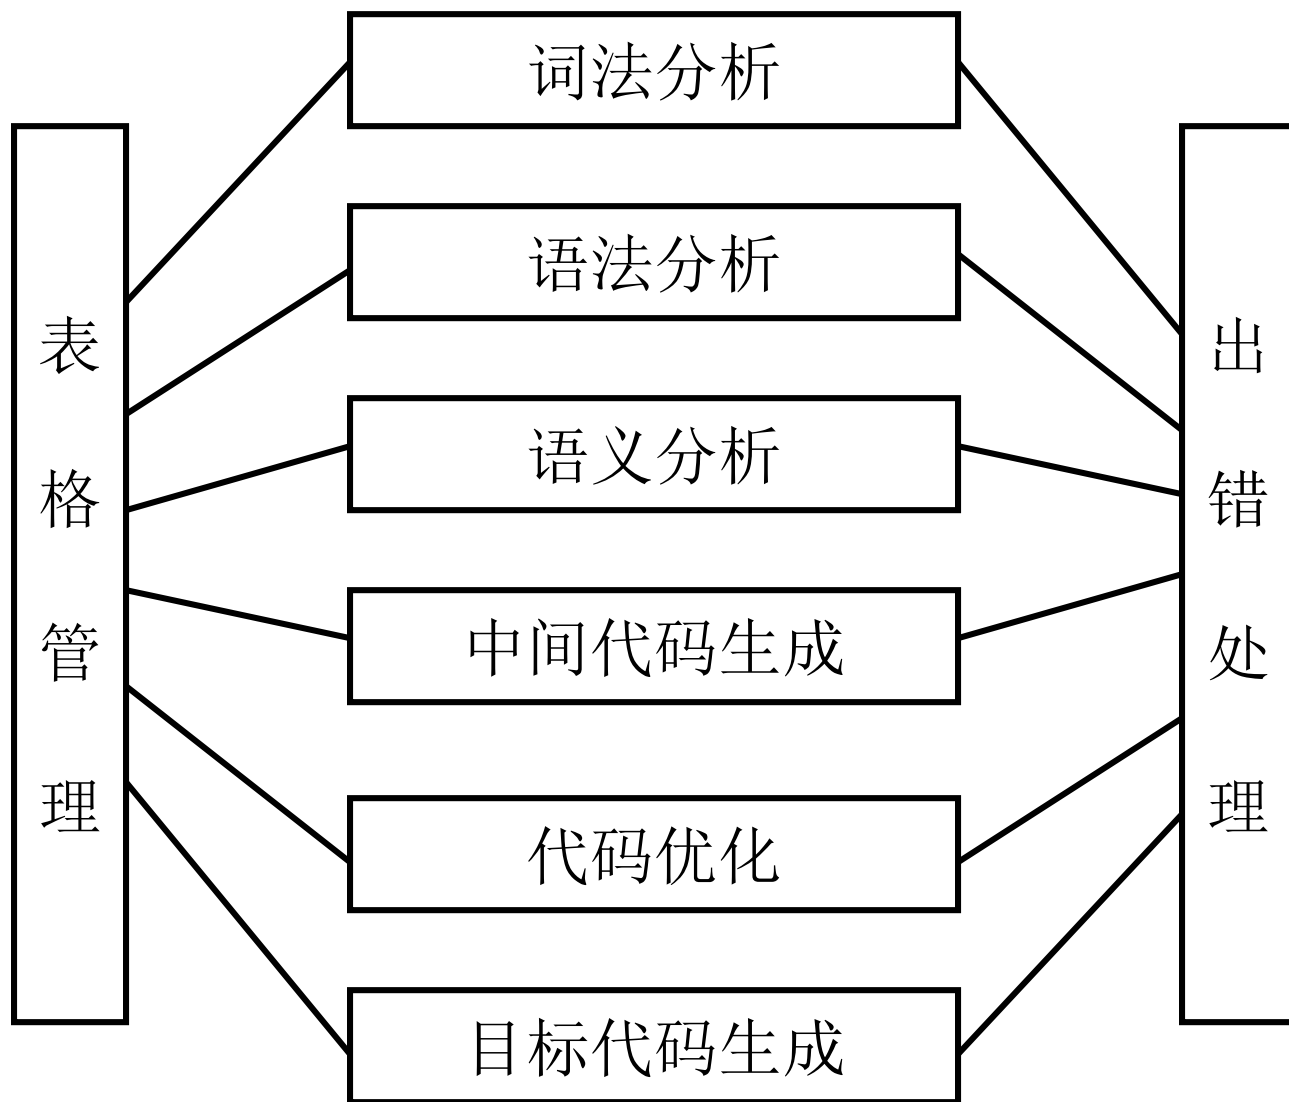 词法分析
语法分析
语义分析
中间代码生成
代码优化
目标代码生成
表格管理
出错处理